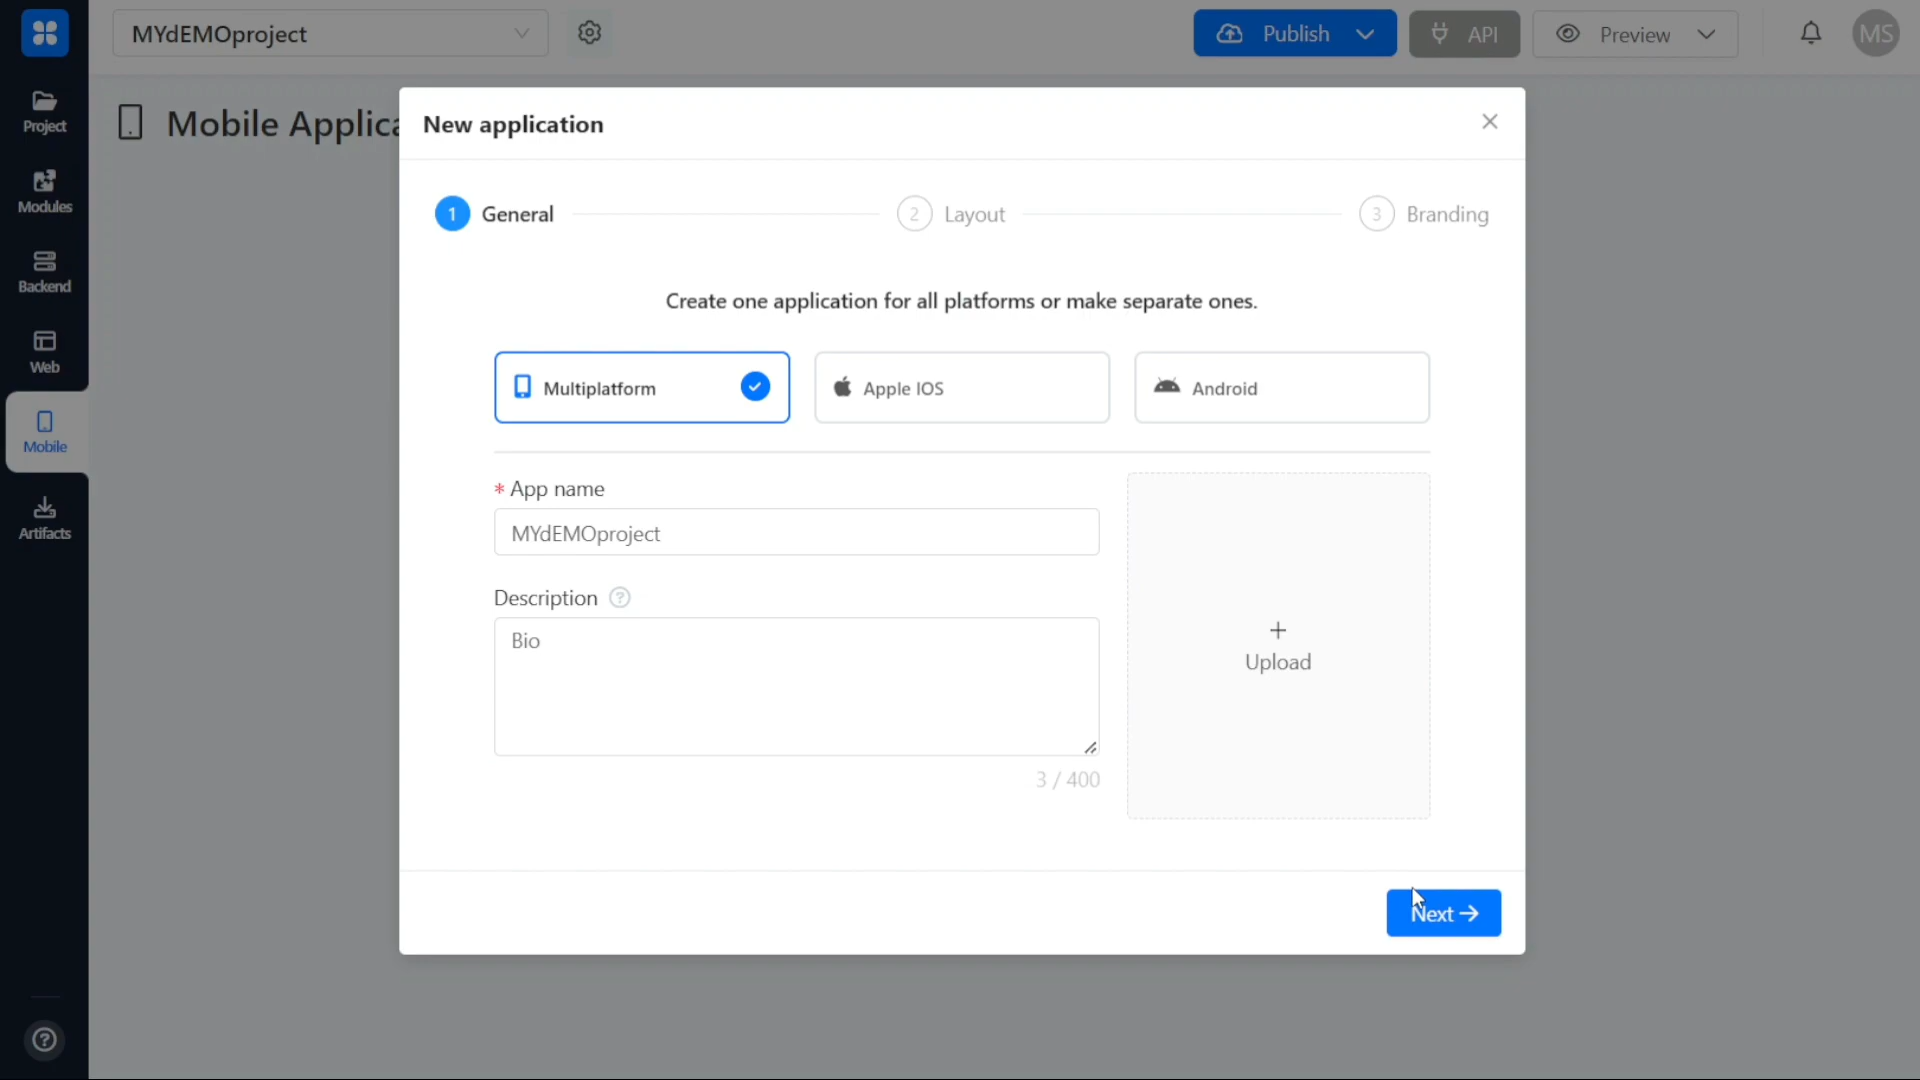 MYdEMOproject
Publish
API
Preview
MS
Project
Modules
Backend
Web
Mobile
Artifacts
Mobile Applica
New application
1 General
2 Layout
3 Branding
Create one application for all platforms or make separate ones.
Multiplatform
Apple IOS
Android
* App name
MYdEMOproject
Description ?
Bio
3 / 400
+
Upload
Next →
?